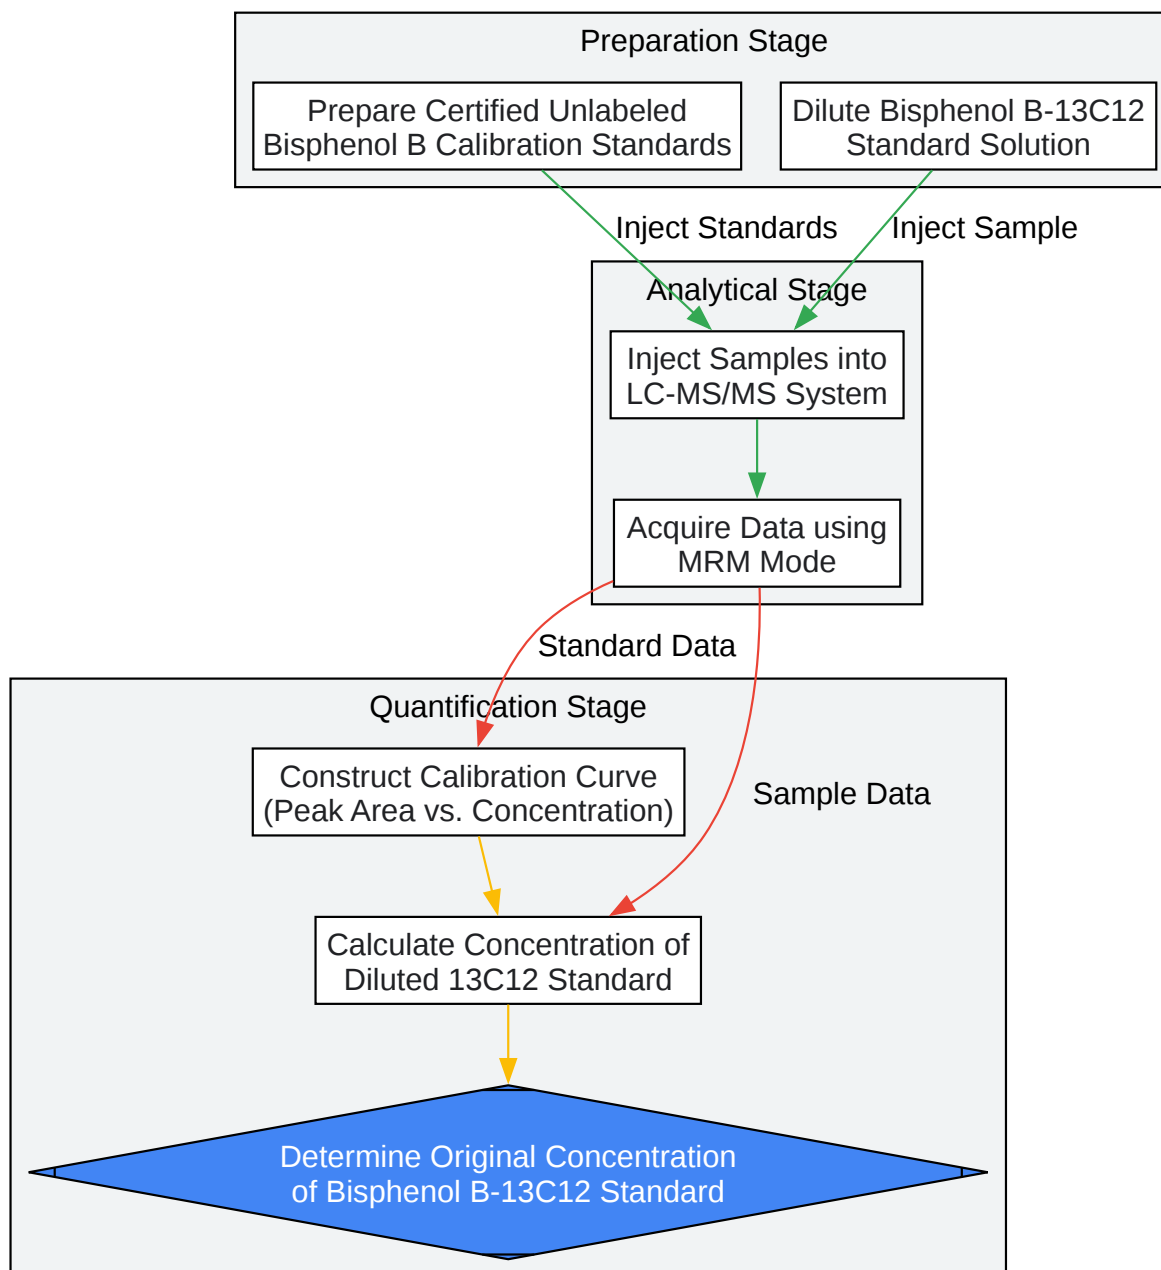 Preparation Stage
Prepare Certified Unlabeled
Bisphenol B Calibration Standards
Dilute Bisphenol B-13C12
Standard Solution
Inject Standards
Inject Sample
Analytical Stage
Inject Samples into
LC-MS/MS System
Acquire Data using
MRM Mode
Standard Data
Quantification Stage
Construct Calibration Curve
(Peak Area vs. Concentration)
Sample Data
Calculate Concentration of
Diluted 13C12 Standard
Determine Original Concentration
of Bisphenol B-13C12 Standard